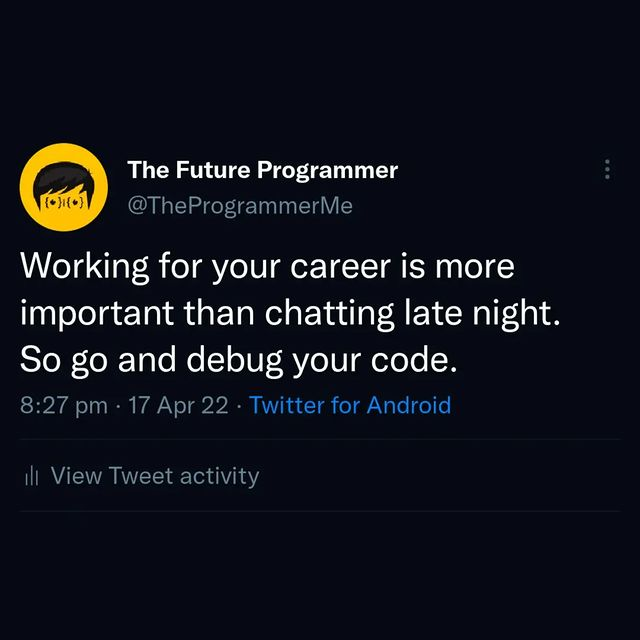 The Future Programmer
@TheProgrammerMe
Working for your career is more
important than chatting late night.
So go and debug your code.
8:27 pm · 17 Apr 22 · Twitter for Android
View Tweet activity